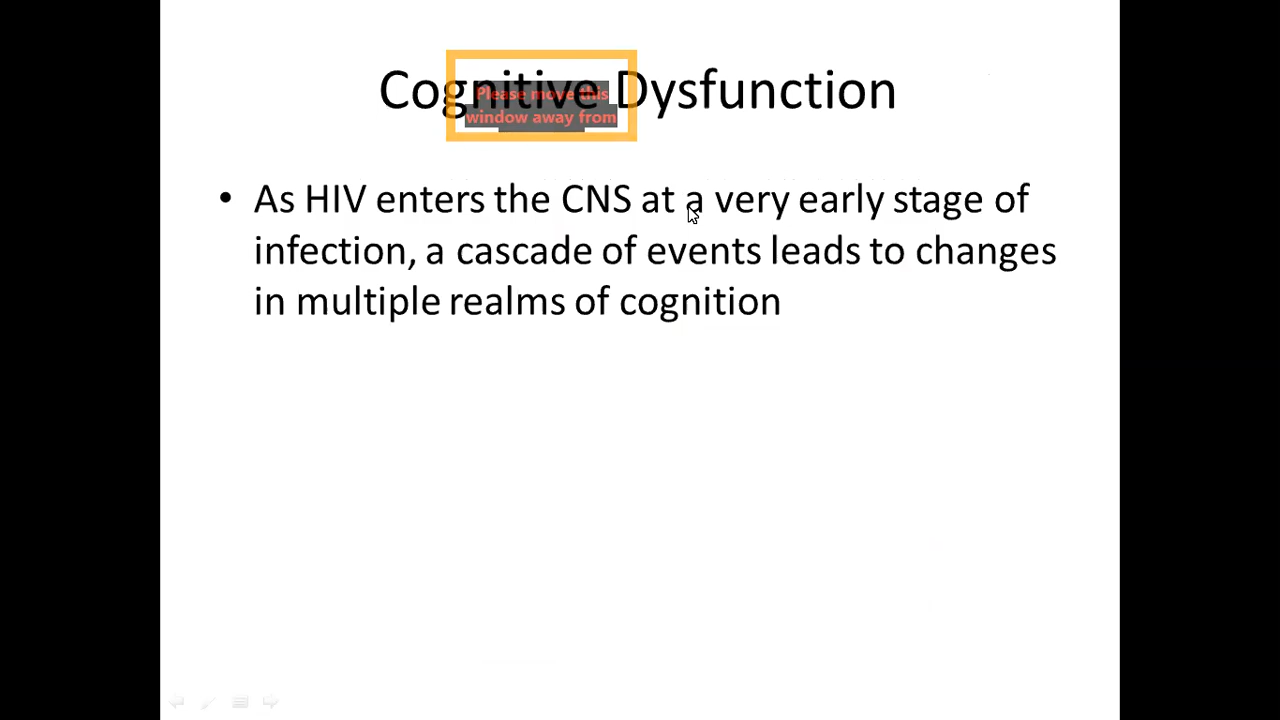 Cognitive Dysfunction
Please move this
window away from
• As HIV enters the CNS at a very early stage of
infection, a cascade of events leads to changes
in multiple realms of cognition